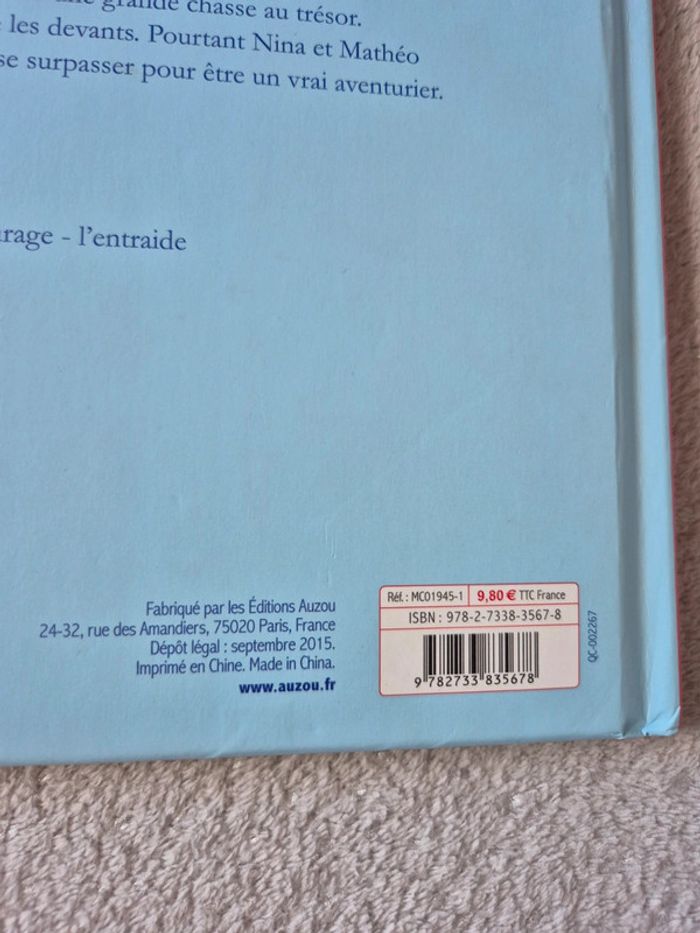 grande chasse au trésor.
les devants. Pourtant Nina et Mathéo
se surpasser pour être un vrai aventurier.
- l'entraide
Fabriqué par les Éditions Auzou
24-32, rue des Amandiers, 75020 Paris, France
Dépôt légal : septembre 2015.
Imprimé en Chine. Made in China.
www.auzou.fr
Réf. : MC01945-1 9,80 € TTC France
ISBN : 978-2-7338-3567-8
9 782733 835678
QC-002267